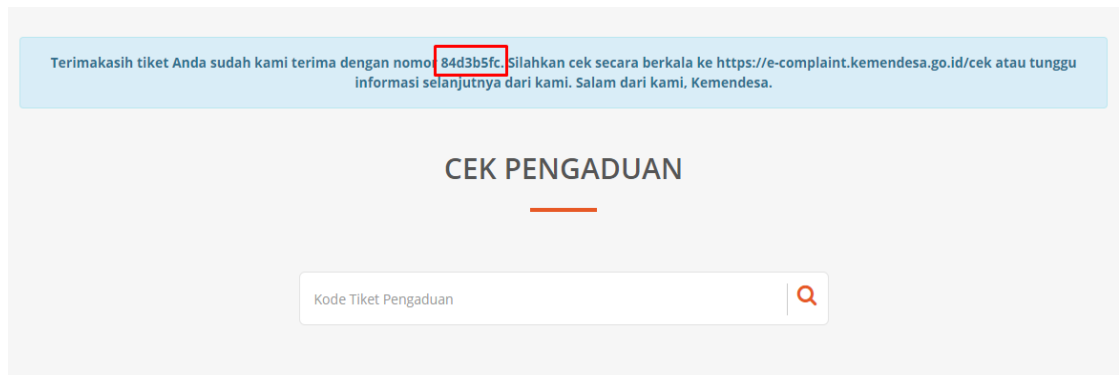 Terimakasih tiket Anda sudah kami terima dengan nomor 84d3b5fc. Silahkan cek secara berkala ke https://e-complaint.kemendesa.go.id/cek atau tunggu
informasi selanjutnya dari kami. Salam dari kami, Kemendesa.
CEK PENGADUAN
Kode Tiket Pengaduan